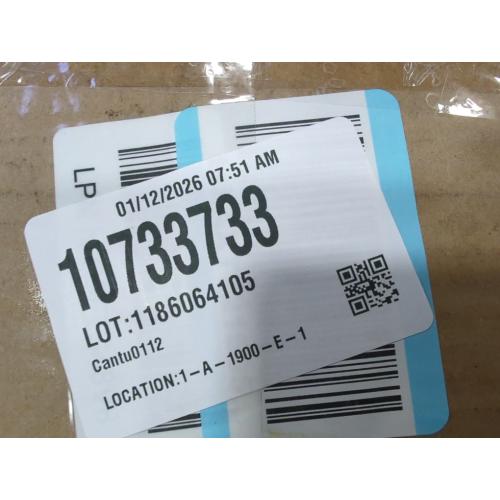 LP
01/12/2026 07:51 AM
10733733
LOT:1186064105
Cantu0112
LOCATION:1-A-1900-E-1